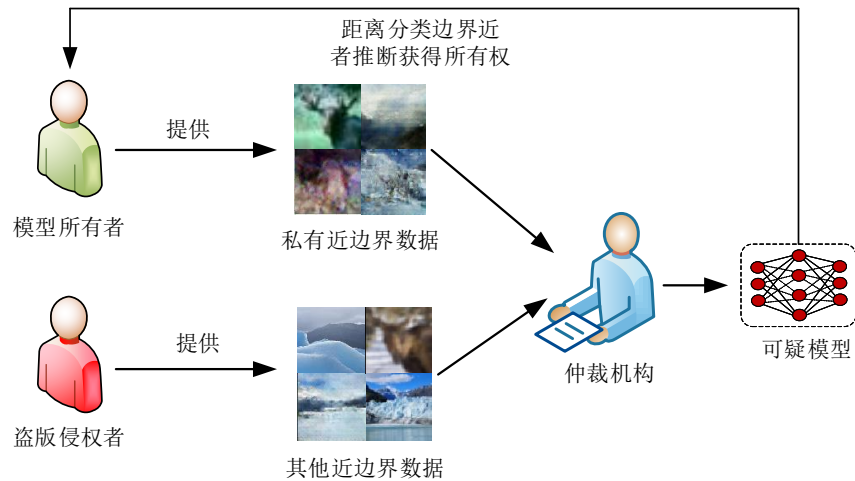 距离分类边界近
者推断获得所有权
提供
模型所有者
私有近边界数据
提供
仲裁机构
可疑模型
盗版侵权者
其他近边界数据